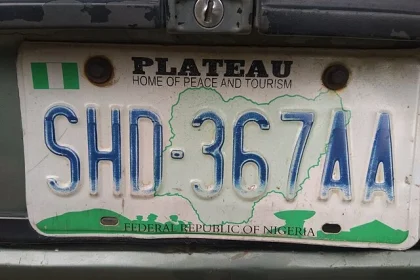 PLATEAU
HOME OF PEACE AND TOURISM
SHD-367AA
FEDERAL REPUBLIC OF NIGERIA